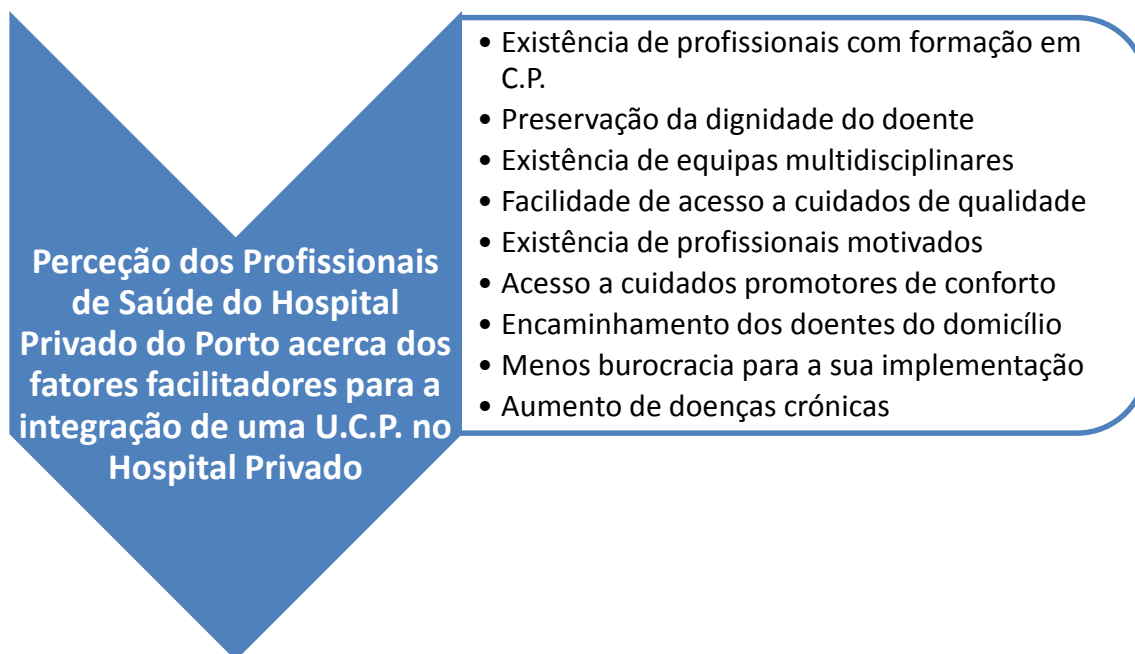 Perceção dos Profissionais
de Saúde do Hospital
Privado do Porto acerca dos
fatores facilitadores para a
integração de uma U.C.P. no
Hospital Privado
• Existência de profissionais com formação em
C.P.
• Preservação da dignidade do doente
• Existência de equipas multidisciplinares
• Facilidade de acesso a cuidados de qualidade
• Existência de profissionais motivados
• Acesso a cuidados promotores de conforto
• Encaminhamento dos doentes do domicílio
• Menos burocracia para a sua implementação
• Aumento de doenças crónicas